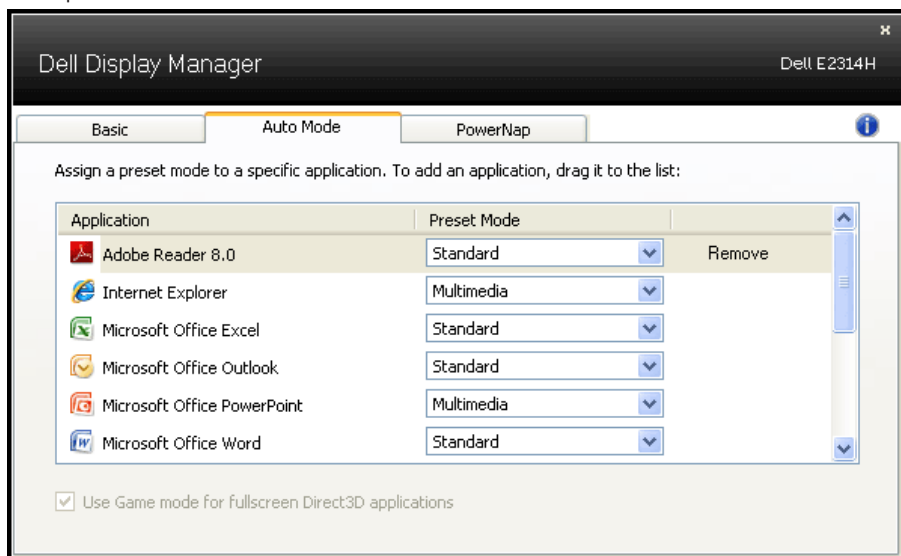 x
Dell Display Manager
Dell E2314H
Basic
Auto Mode
PowerNap
Assign a preset mode to a specific application. To add an application, drag it to the list:
Application Preset Mode
Adobe Reader 8.0 Standard Remove
Internet Explorer Multimedia
Microsoft Office Excel Standard
Microsoft Office Outlook Standard
Microsoft Office PowerPoint Multimedia
Microsoft Office Word Standard
Use Game mode for fullscreen Direct3D applications